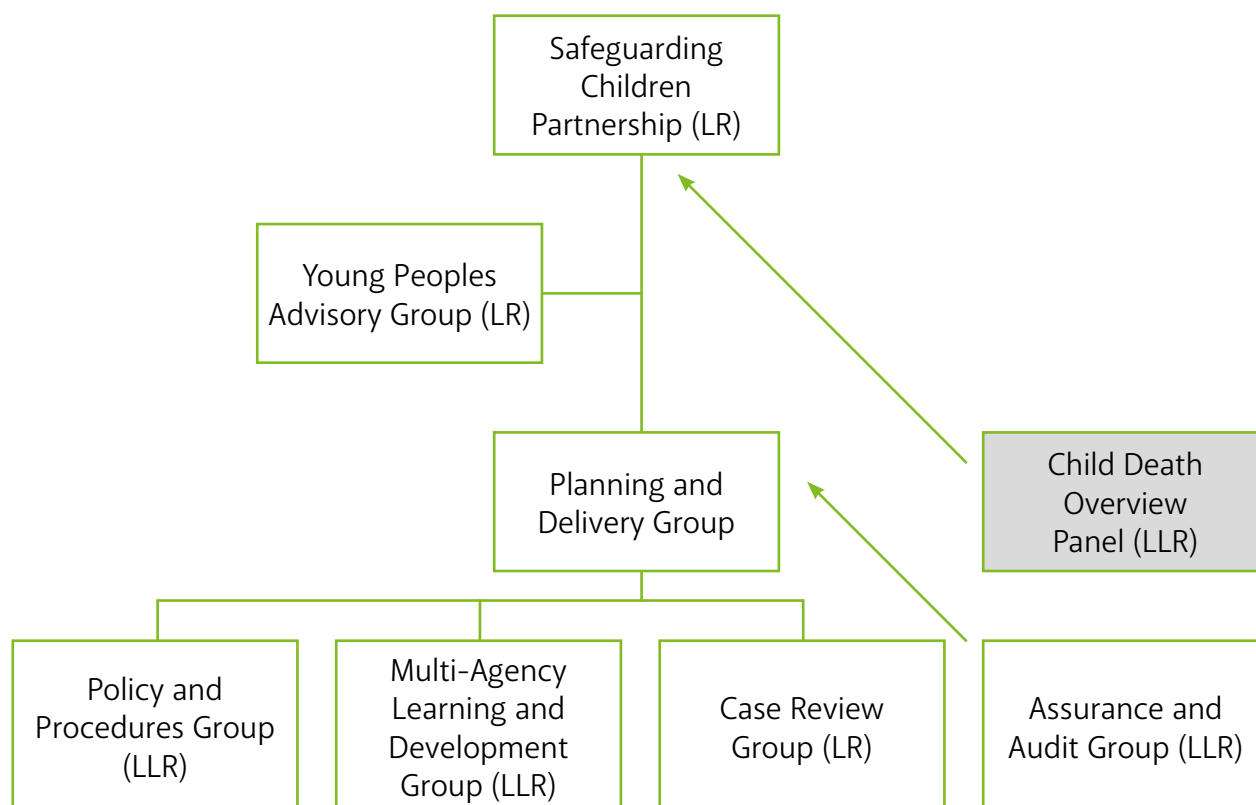 Safeguarding
Children
Partnership (LR)
Young Peoples
Advisory Group (LR)
Planning and
Delivery Group
Child Death
Overview
Panel (LLR)
Policy and
Procedures Group
(LLR)
Multi-Agency
Learning and
Development
Group (LLR)
Case Review
Group (LR)
Assurance and
Audit Group (LLR)